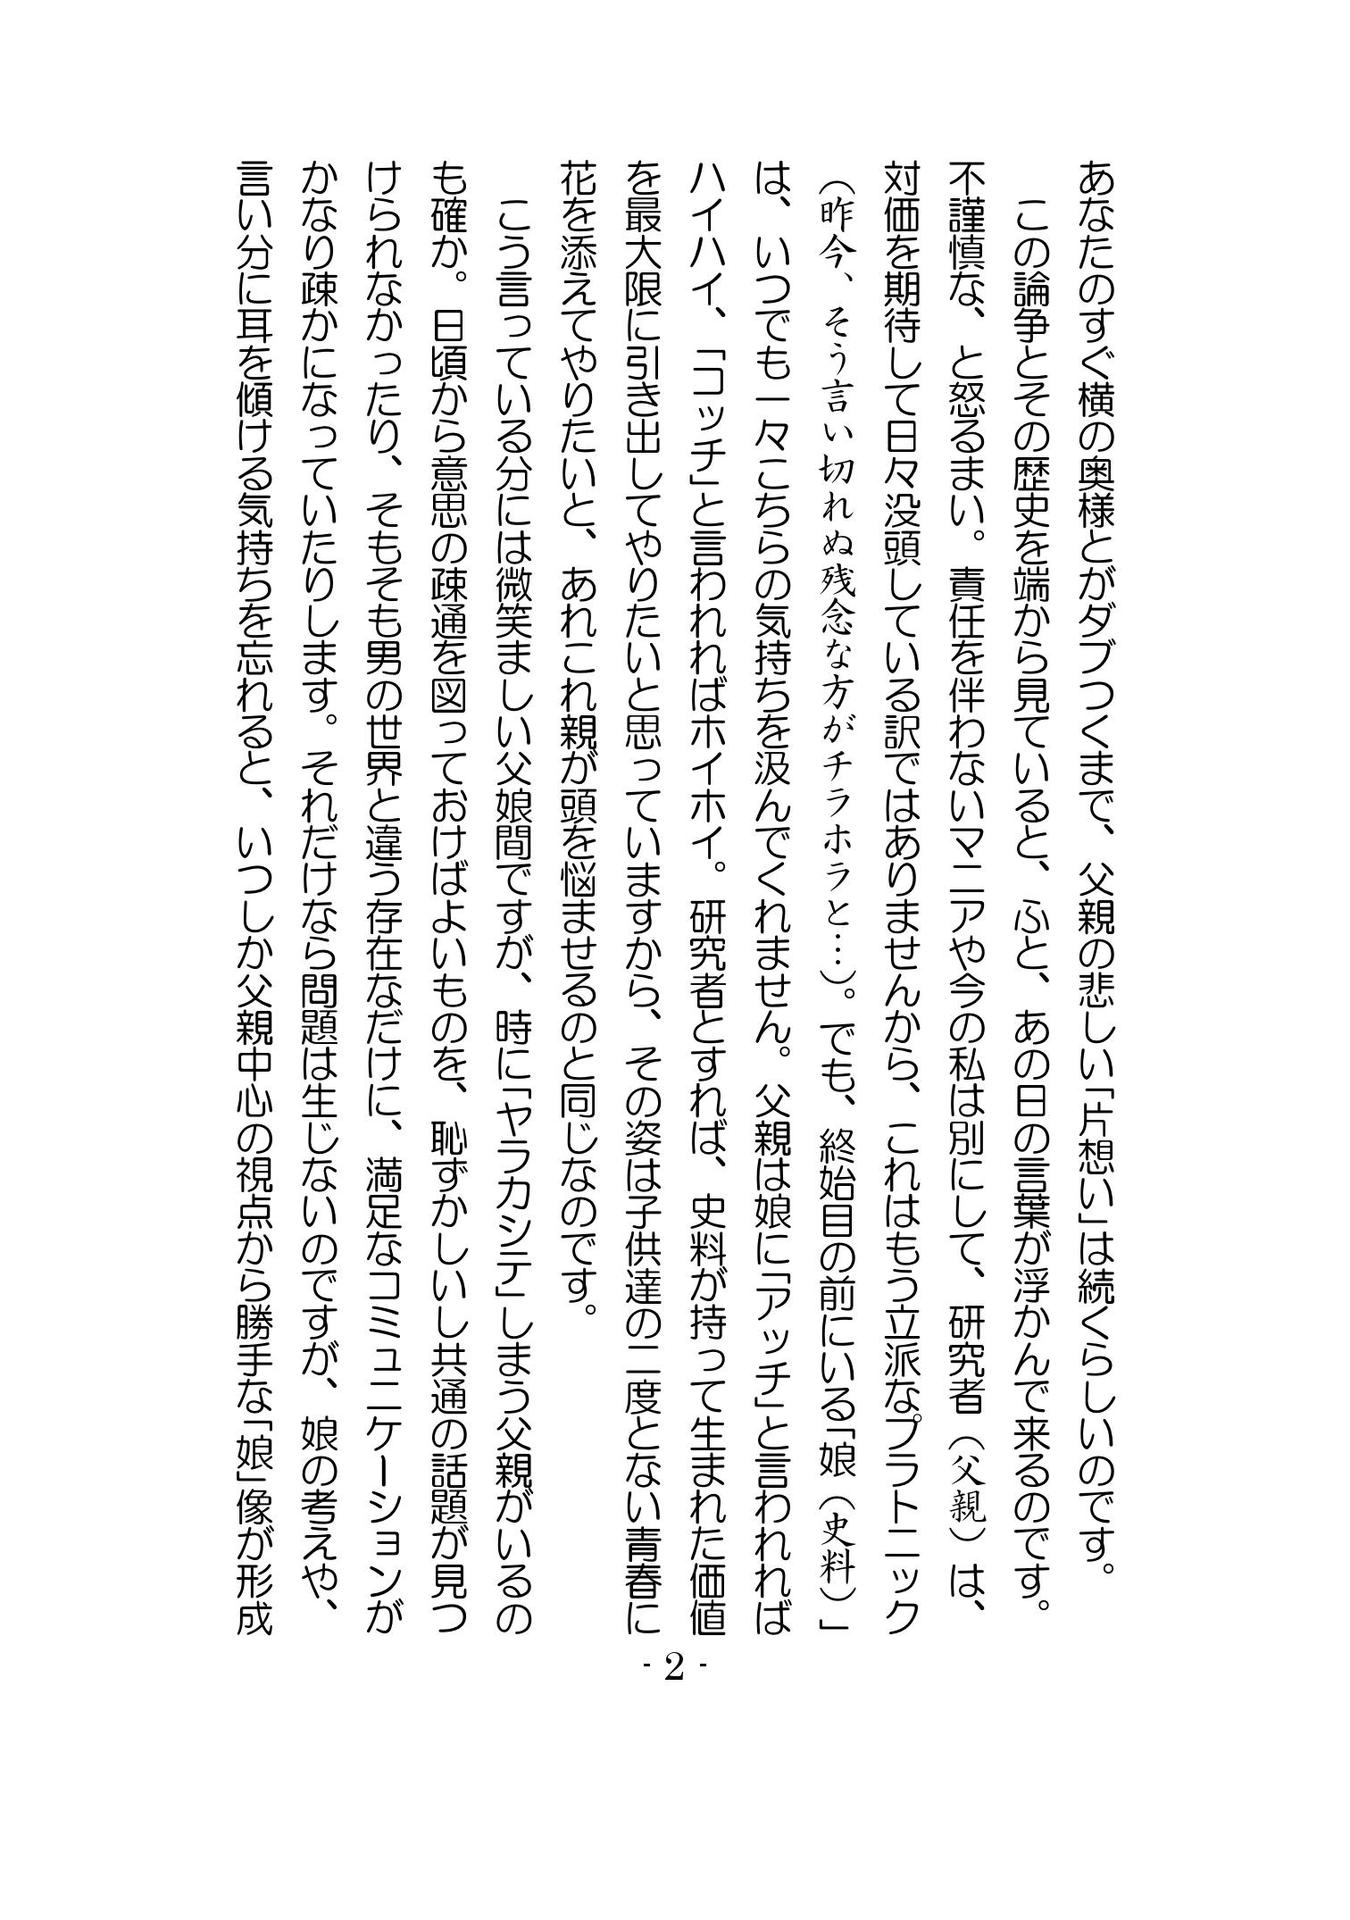 あなたのすぐ横の奥様とがダブつくまで、父親の悲しい「片想い」は続くらしいのです。
この論争とその歴史を端から見ていると、ふと、あの日の言葉が浮かんで来るのです。
不謹慎な、と怒るまい。責任を伴わないマニアや今の私は別にして、研究者（父親）は、
対価を期待して日々没頭している訳ではありませんから、これはもう立派なプラトニック
（昨今、そう言い切れぬ残念な方がチラホラと…）。でも、終始目の前にいる「娘（史料）」
は、いつでも一々こちらの気持ちを汲んでくれません。父親は娘に「アッチ」と言われれば
ハイハイ、「コッチ」と言われればホイホイ。研究者とすれば、史料が持って生まれた価値
を最大限に引き出してやりたいと思っていますから、その姿は子供達の二度とない青春に
花を添えてやりたいと、あれこれ親が頭を悩ませるのと同じなのです。
こう言っている分には微笑ましい父娘間ですが、時に「ヤラカシテ」しまう父親がいるの
も確か。日頃から意思の疎通を図っておけばよいものを、恥ずかしいし共通の話題が見つ
けられなかったり、そもそも男の世界と違う存在なだけに、満足なコミュニケーションが
かなり疎かになっていたりします。それだけなら問題は生じないのですが、娘の考えや、
言い分に耳を傾ける気持ちを忘れると、いつしか父親中心の視点から勝手な「娘」像が形成
- 2 -